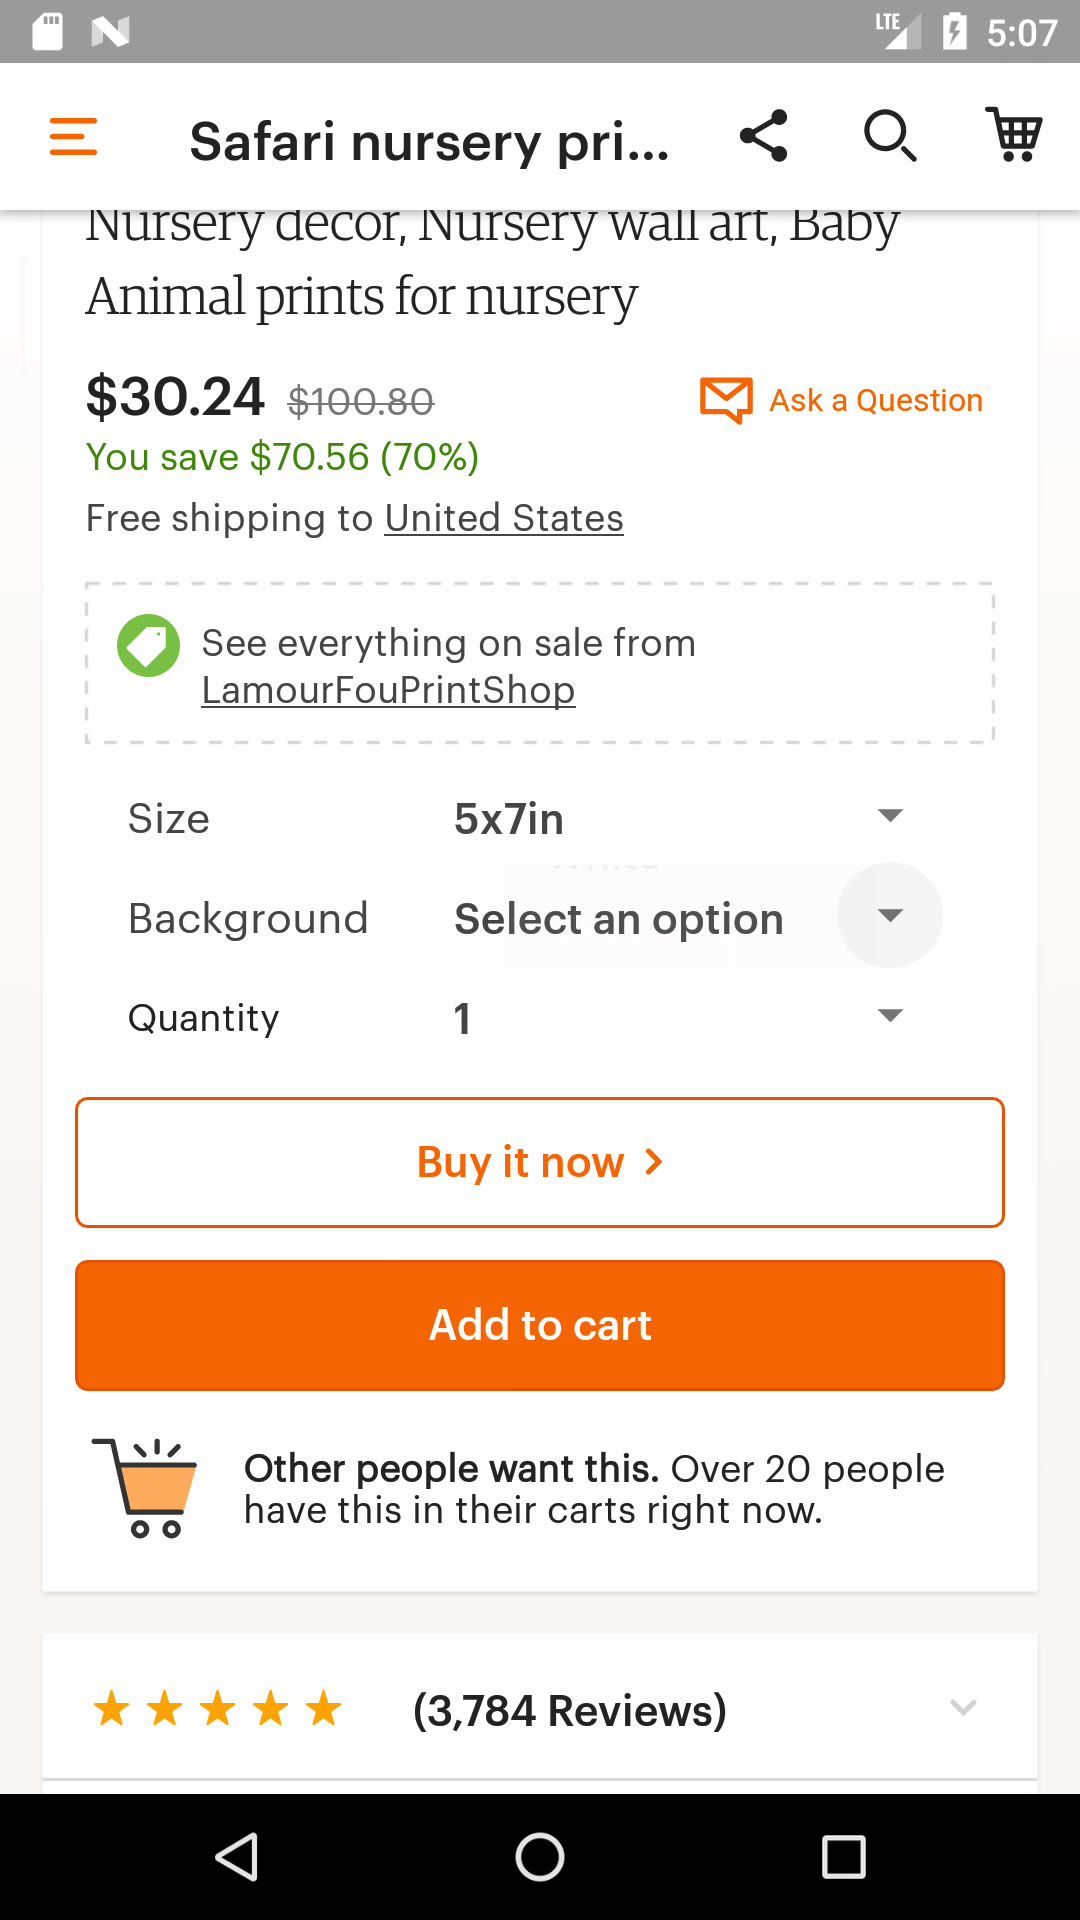 LTE 5:07
Safari nursery pri...
Nursery decor, Nursery wall art, Baby
Animal prints for nursery
$30.24 $100.80
Ask a Question
You save $70.56 (70%)
Free shipping to United States
See everything on sale from
LamourFouPrintShop
Size 5x7in
Background Select an option
Quantity 1
Buy it now >
Add to cart
Other people want this. Over 20 people
have this in their carts right now.
(3,784 Reviews)